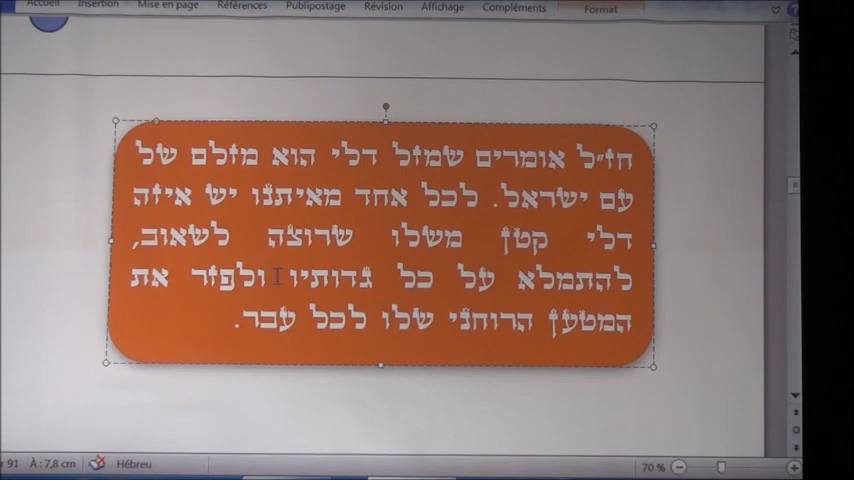 Accueil Insertion Mise en page Références Publipostage Révision Affichage Compléments Format
חז״ל אומרים שמזל דלי הוא מזלם של
עם ישראל. לכל אחד מאיתנו יש איזה
דלי קטן משלו שרוצה לשאוב,
להתמלא על כל גדותיו ולפזר את
המטען הרוחני שלו לכל עבר.
91 À : 7,8 cm Hébreu 70 %